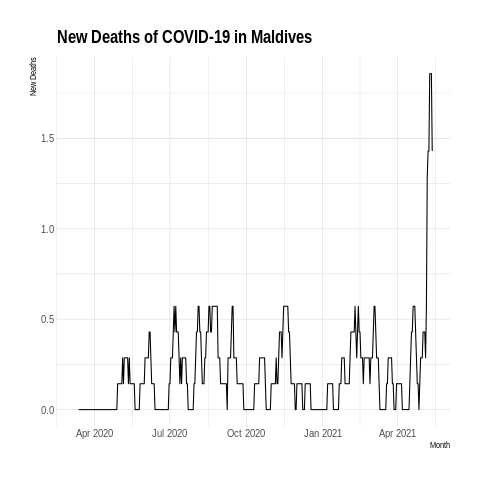 New Deaths of COVID-19 in Maldives
New Deaths
1.5
1.0
0.5
0.0
Apr 2020 Jul 2020 Oct 2020 Jan 2021 Apr 2021
Month